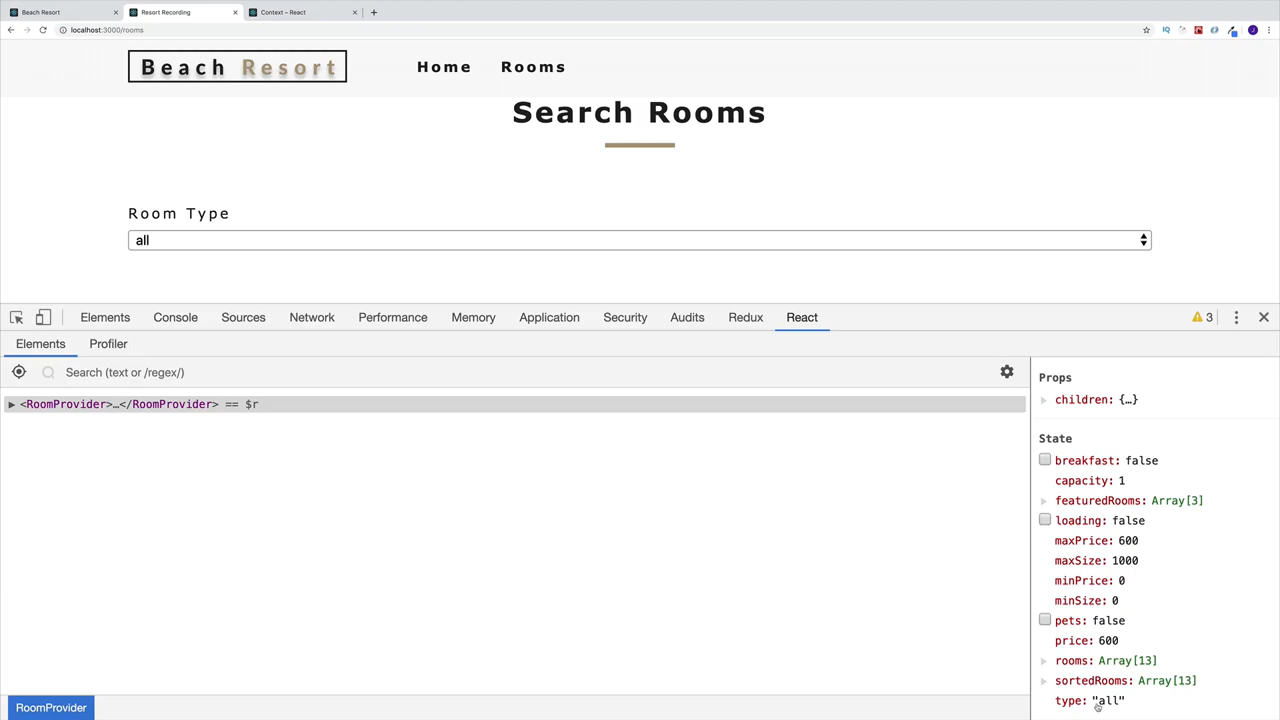 Beach Resort
Resort Recording
Context – React
localhost:3000/rooms
Beach Resort
Home
Rooms
Search Rooms
Room Type
all
Elements
Console
Sources
Network
Performance
Memory
Application
Security
Audits
Redux
React
3
Elements
Profiler
Search (text or /regex/)
<RoomProvider>…</RoomProvider> == $r
Props
children: {…}
State
breakfast: false
capacity: 1
featuredRooms: Array[3]
loading: false
maxPrice: 600
maxSize: 1000
minPrice: 0
minSize: 0
pets: false
price: 600
rooms: Array[13]
sortedRooms: Array[13]
type: "all"
RoomProvider